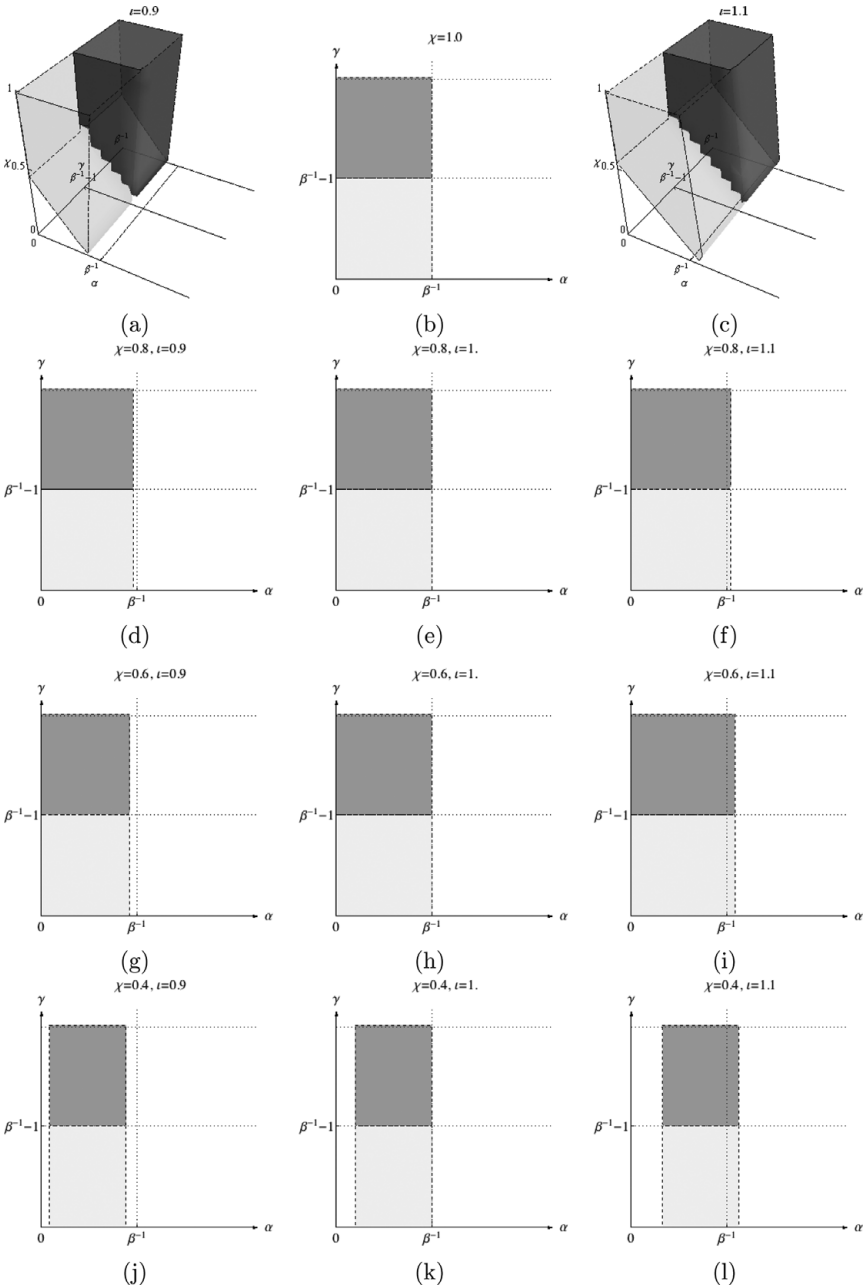 ι=0.9
1
χ 0.5
0
0
γ
β⁻¹−1
β⁻¹
β⁻¹
α
(a)
χ=1.0
γ
β⁻¹−1
0
β⁻¹
α
(b)
ι=1.1
1
χ 0.5
0
0
γ
β⁻¹−1
β⁻¹
β⁻¹
α
(c)
χ=0.8, ι=0.9
γ
β⁻¹−1
0
β⁻¹
α
(d)
χ=0.8, ι=1.
γ
β⁻¹−1
0
β⁻¹
α
(e)
χ=0.8, ι=1.1
γ
β⁻¹−1
0
β⁻¹
α
(f)
χ=0.6, ι=0.9
γ
β⁻¹−1
0
β⁻¹
α
(g)
χ=0.6, ι=1.
γ
β⁻¹−1
0
β⁻¹
α
(h)
χ=0.6, ι=1.1
γ
β⁻¹−1
0
β⁻¹
α
(i)
χ=0.4, ι=0.9
γ
β⁻¹−1
0
β⁻¹
α
(j)
χ=0.4, ι=1.
γ
β⁻¹−1
0
β⁻¹
α
(k)
χ=0.4, ι=1.1
γ
β⁻¹−1
0
β⁻¹
α
(l)